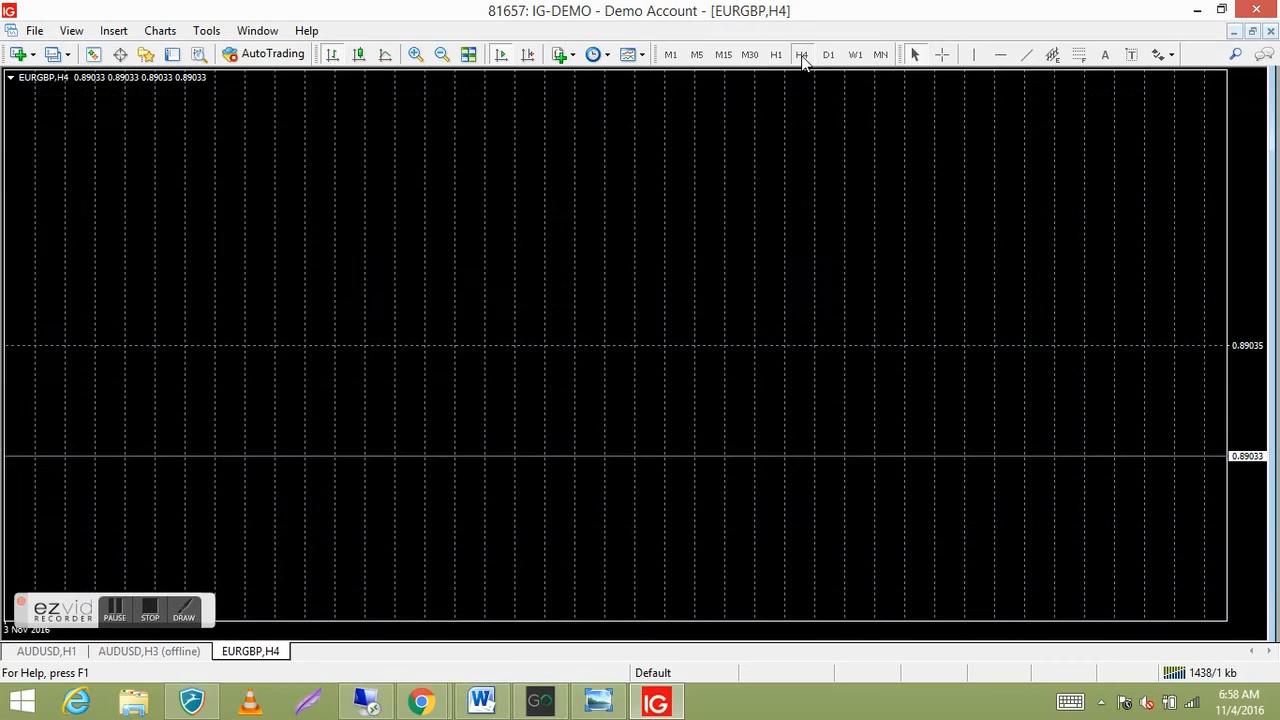 81657: IG-DEMO - Demo Account - [EURGBP,H4]
File View Insert Charts Tools Window Help
AutoTrading M1 M5 M15 M30 H1 H4 D1 W1 MN
EURGBP,H4 0.89033 0.89033 0.89033 0.89033
0.89035
0.89033
ezvid
RECORDER
PAUSE STOP DRAW
3 Nov 2016
AUDUSD,H1 AUDUSD,H3 (offline) EURGBP,H4
For Help, press F1 Default 1438/1 kb
6:58 AM
11/4/2016